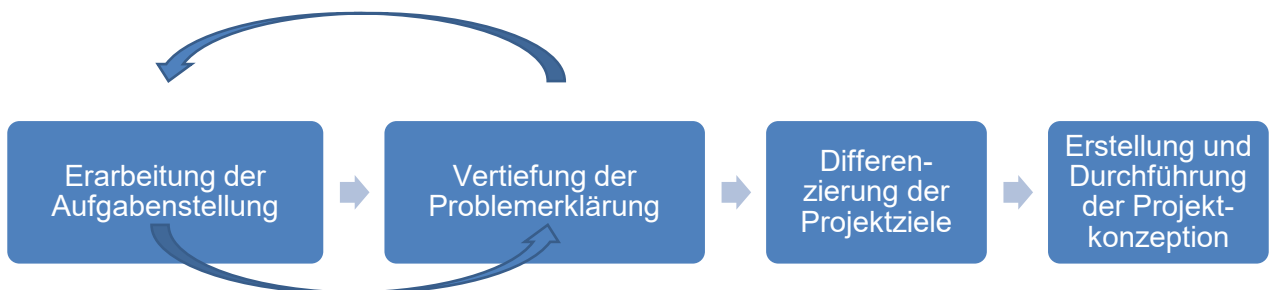 Erarbeitung der
Aufgabenstellung
Vertiefung der
Problemerklärung
Differen-
zierung der
Projektziele
Erstellung und
Durchführung
der Projekt-
konzeption